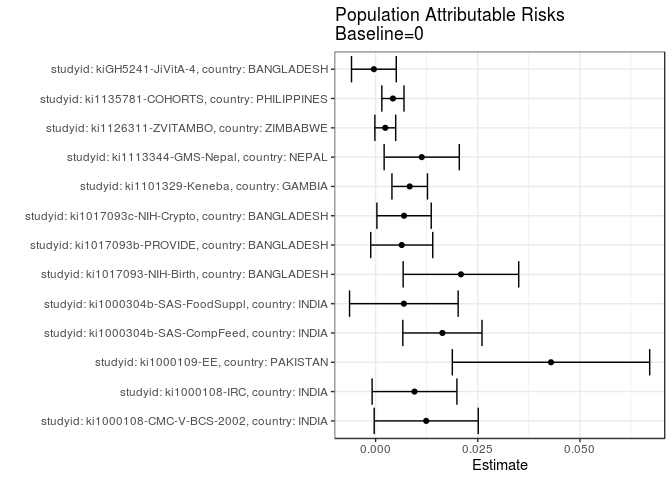 Population Attributable Risks
Baseline=0
studyid: kiGH5241-JiVitA-4, country: BANGLADESH
studyid: ki1135781-COHORTS, country: PHILIPPINES
studyid: ki1126311-ZVITAMBO, country: ZIMBABWE
studyid: ki1113344-GMS-Nepal, country: NEPAL
studyid: ki1101329-Keneba, country: GAMBIA
studyid: ki1017093c-NIH-Crypto, country: BANGLADESH
studyid: ki1017093b-PROVIDE, country: BANGLADESH
studyid: ki1017093-NIH-Birth, country: BANGLADESH
studyid: ki1000304b-SAS-FoodSuppl, country: INDIA
studyid: ki1000304b-SAS-CompFeed, country: INDIA
studyid: ki1000109-EE, country: PAKISTAN
studyid: ki1000108-IRC, country: INDIA
studyid: ki1000108-CMC-V-BCS-2002, country: INDIA
0.000 0.025 0.050
Estimate